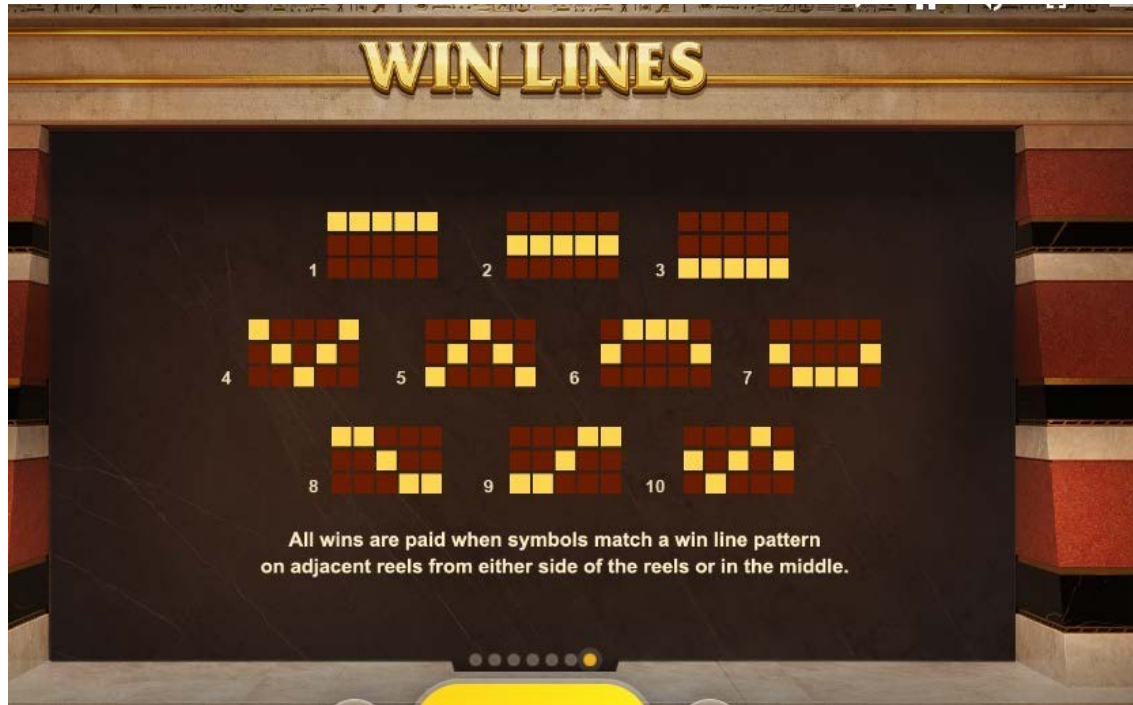 WIN LINES
1 2 3
4 5 6 7
8 9 10
All wins are paid when symbols match a win line pattern
on adjacent reels from either side of the reels or in the middle.